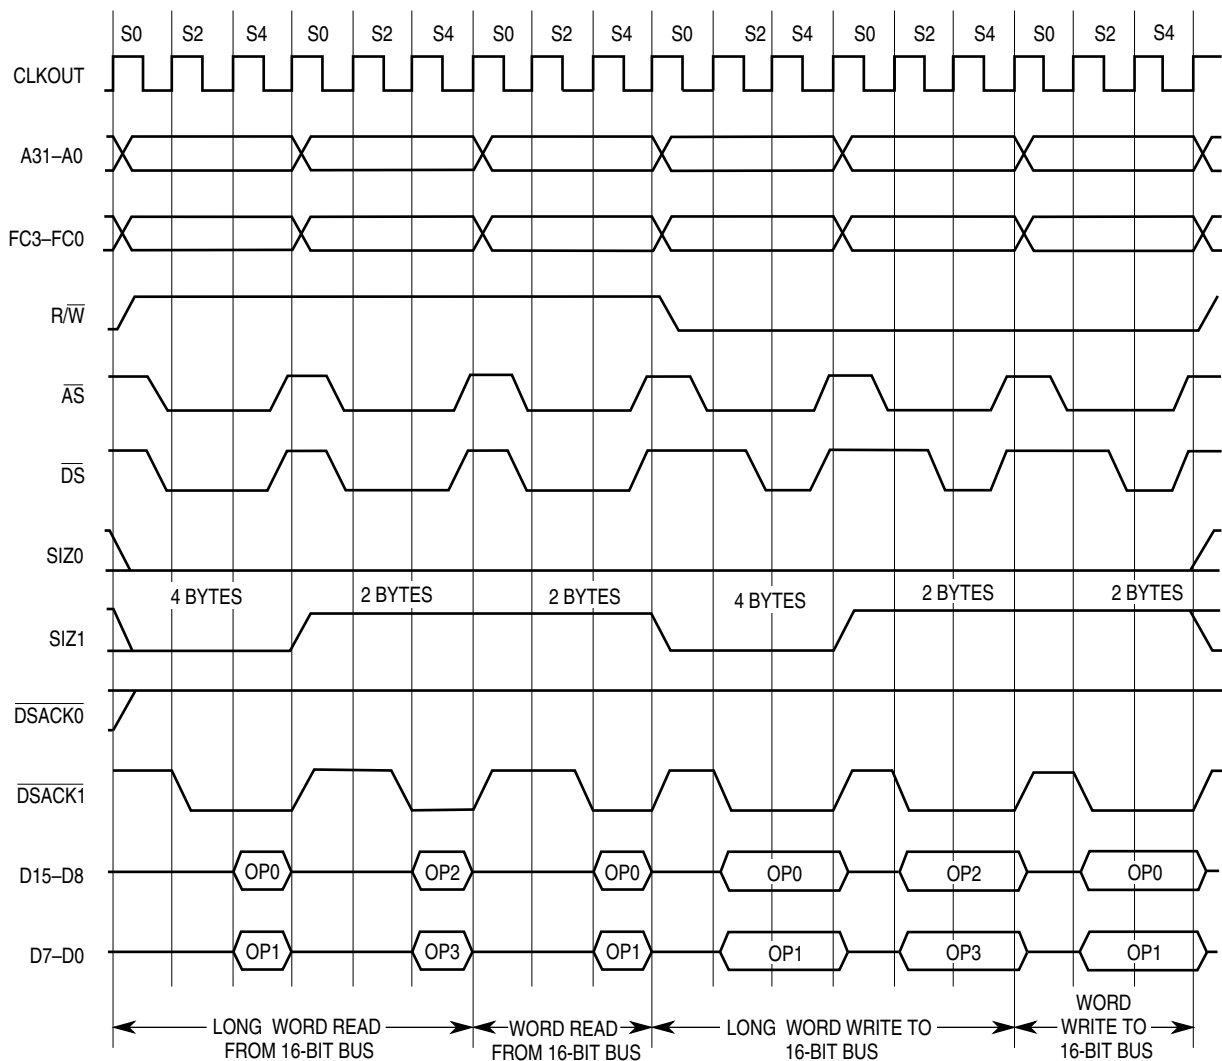 S0 S2 S4 S0 S2 S4 S0 S2 S4 S0 S2 S4 S0 S2 S4 S0 S2 S4
CLKOUT
A31–A0
FC3–FC0
R/W̅
A̅S̅
D̅S̅
SIZ0
4 BYTES 2 BYTES 2 BYTES 4 BYTES 2 BYTES 2 BYTES
SIZ1
D̅S̅A̅C̅K̅0̅
D̅S̅A̅C̅K̅1̅
D15–D8 OP0 OP2 OP0 OP0 OP2 OP0
D7–D0 OP1 OP3 OP1 OP1 OP3 OP1
LONG WORD READ
FROM 16-BIT BUS
WORD READ
FROM 16-BIT BUS
LONG WORD WRITE TO
16-BIT BUS
WORD
WRITE TO
16-BIT BUS